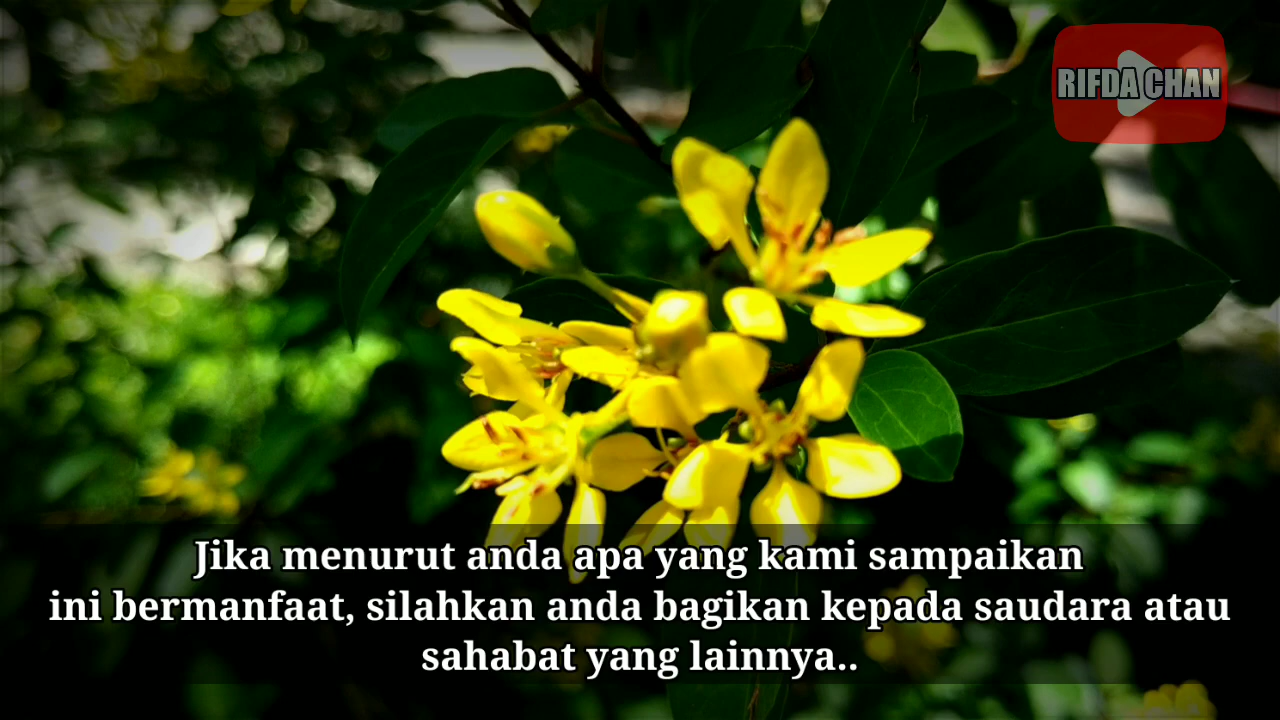 RIFDA CHAN
Jika menurut anda apa yang kami sampaikan
ini bermanfaat, silahkan anda bagikan kepada saudara atau
sahabat yang lainnya..